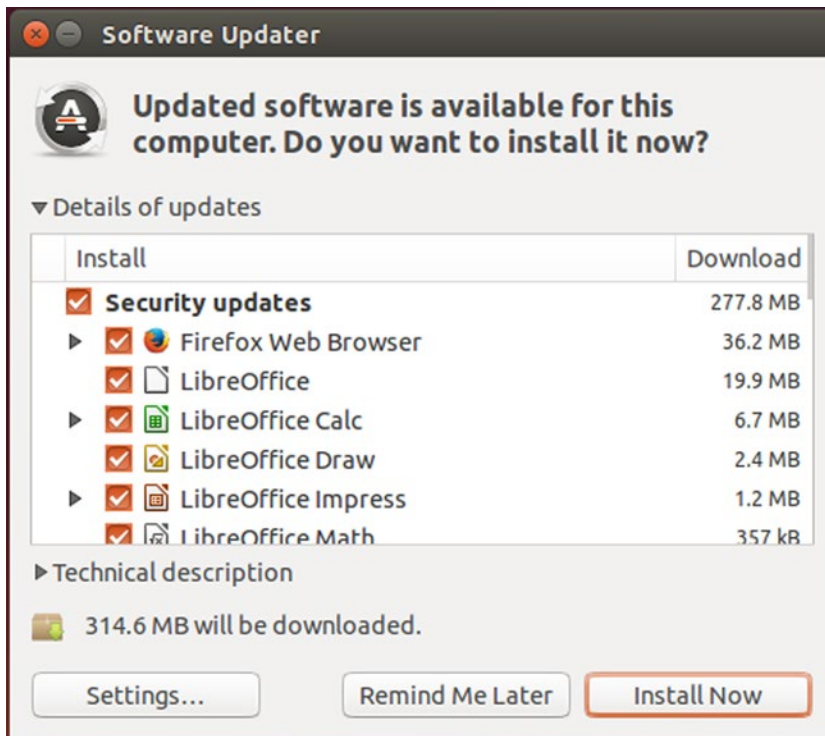 Software Updater
Updated software is available for this
computer. Do you want to install it now?
Details of updates
Install Download
Security updates 277.8 MB
Firefox Web Browser 36.2 MB
LibreOffice 19.9 MB
LibreOffice Calc 6.7 MB
LibreOffice Draw 2.4 MB
LibreOffice Impress 1.2 MB
LibreOffice Math 357 kB
Technical description
314.6 MB will be downloaded.
Settings... Remind Me Later Install Now